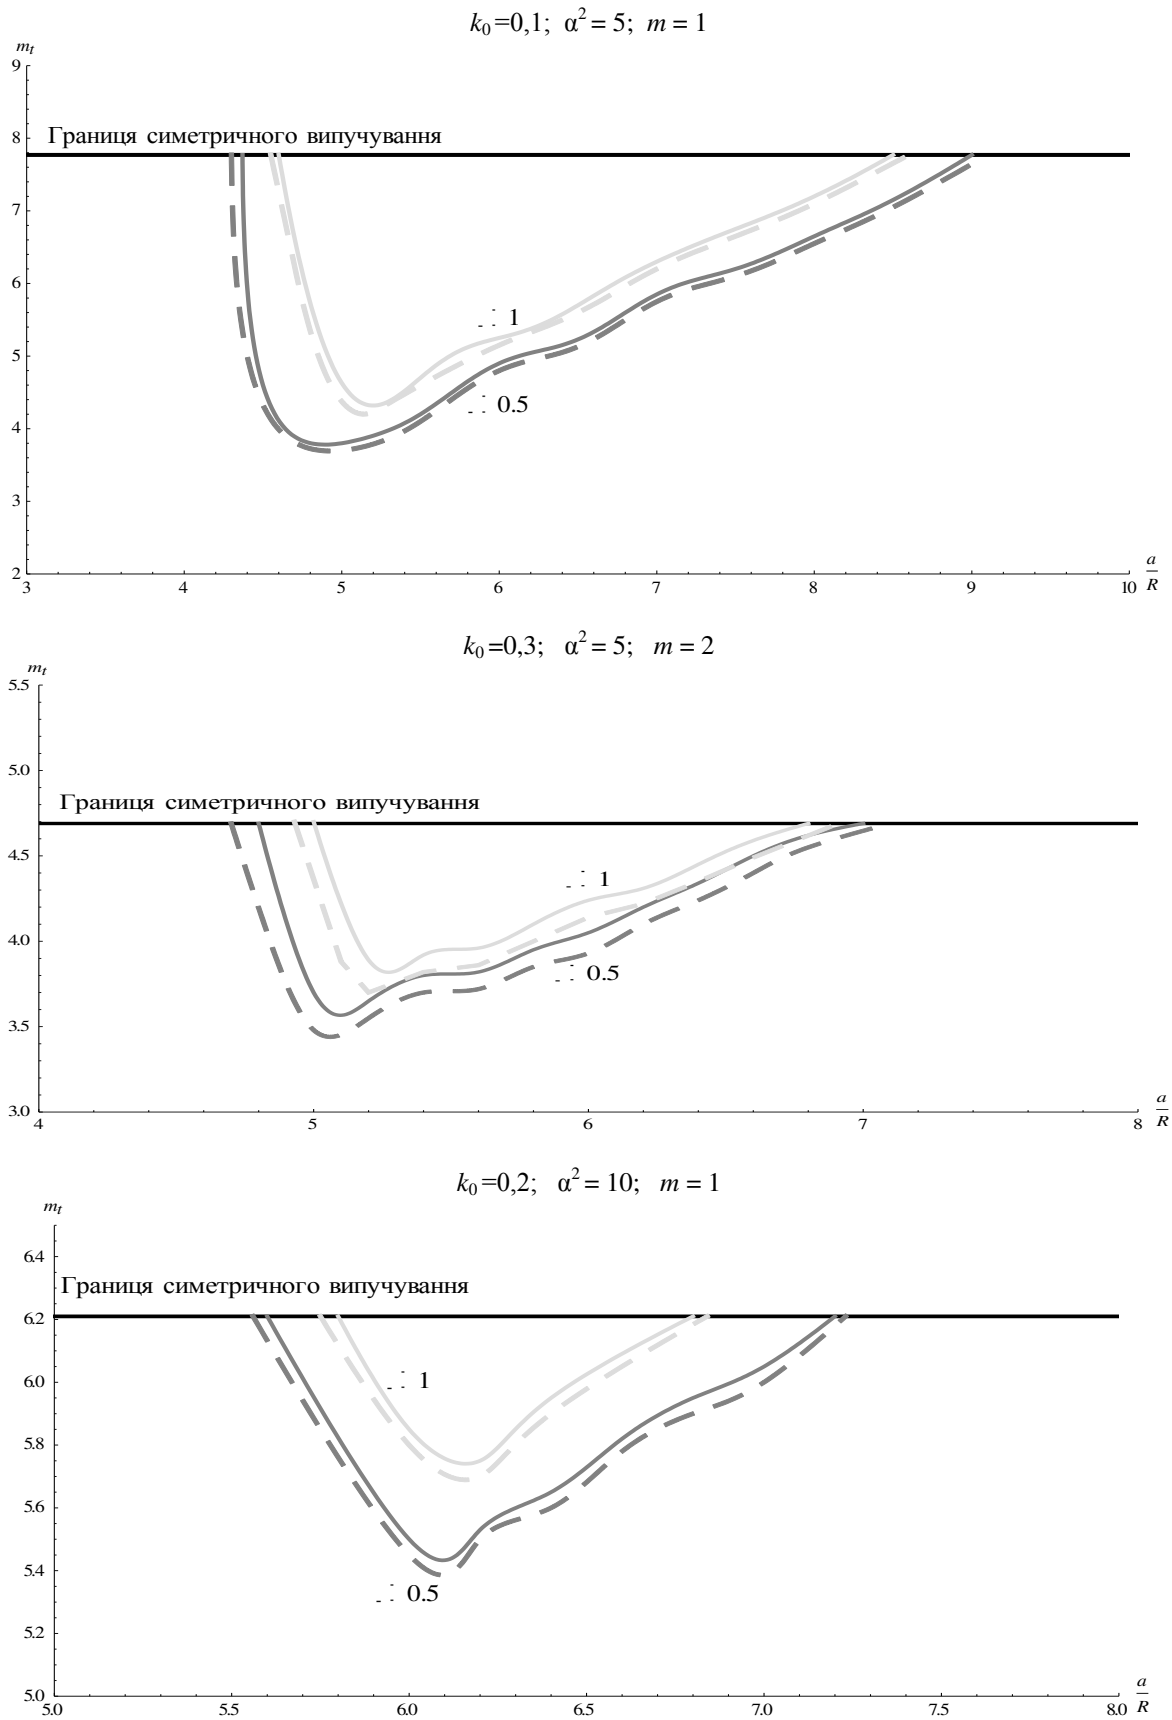 k₀=0,1; α² = 5; m = 1
mₜ
9
Границя симетричного випучування
8
7
6
1
5
0.5
4
3
2
3 4 5 6 7 8 9 10
a/R
k₀=0,3; α² = 5; m = 2
mₜ
5.5
5.0
Границя симетричного випучування
4.5
1
4.0
0.5
3.5
3.0
4 5 6 7 8
a/R
k₀=0,2; α² = 10; m = 1
mₜ
6.4
Границя симетричного випучування
6.2
6.0
1
5.8
5.6
5.4
0.5
5.2
5.0
5.0 5.5 6.0 6.5 7.0 7.5 8.0
a/R